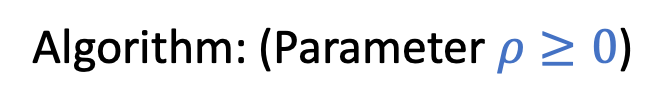 Algorithm: (Parameter ρ ≥ 0)